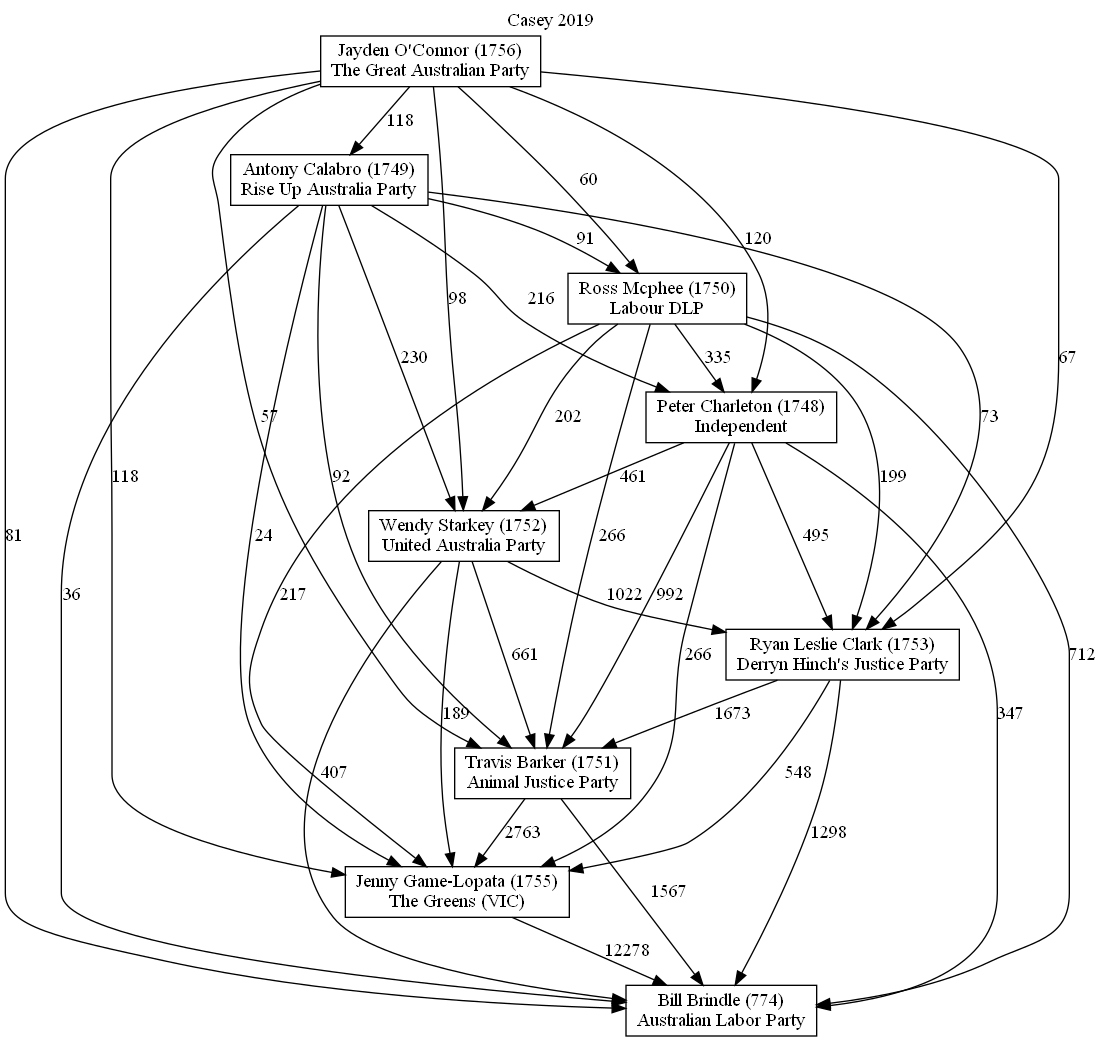 Casey 2019
Jayden O'Connor (1756)
The Great Australian Party
118
Antony Calabro (1749)
Rise Up Australia Party
60
91
120
Ross Mcphee (1750)
Labour DLP
98
216
230
335
67
Peter Charleton (1748)
Independent
57
73
118
92
202
461
199
Wendy Starkey (1752)
United Australia Party
81
24
266
495
36
217
1022
992
Ryan Leslie Clark (1753)
Derryn Hinch's Justice Party
661
266
712
189
1673
347
Travis Barker (1751)
Animal Justice Party
407
548
2763
1298
Jenny Game-Lopata (1755)
The Greens (VIC)
1567
12278
Bill Brindle (774)
Australian Labor Party